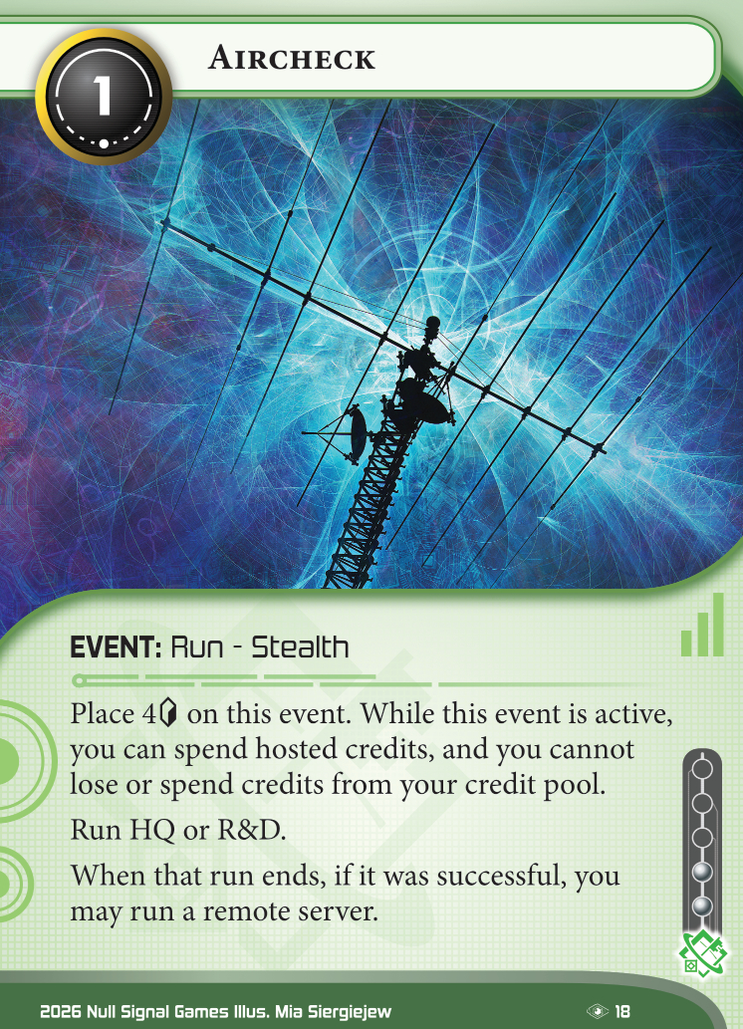 Aircheck
1
EVENT: Run - Stealth
Place 4 on this event. While this event is active,
you can spend hosted credits, and you cannot
lose or spend credits from your credit pool.
Run HQ or R&D.
When that run ends, if it was successful, you
may run a remote server.
2026 Null Signal Games Illus. Mia Siergiejew
18